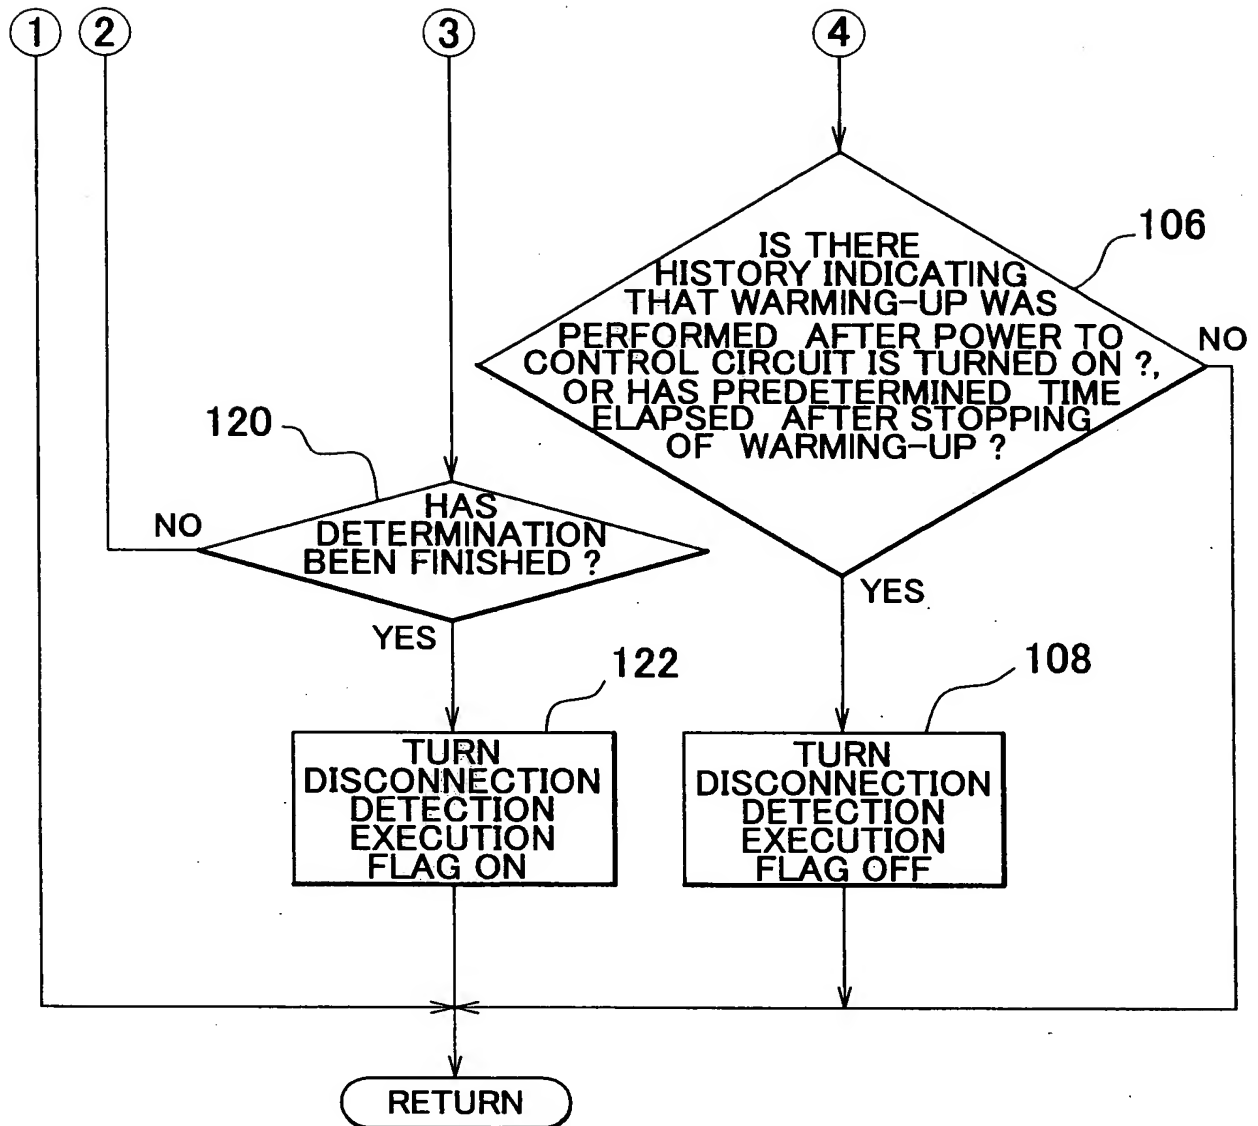 1
2
3
4
IS THERE
HISTORY INDICATING
THAT WARMING-UP WAS
PERFORMED AFTER POWER TO
CONTROL CIRCUIT IS TURNED ON ?,
OR HAS PREDETERMINED TIME
ELAPSED AFTER STOPPING
OF WARMING-UP ?
106
NO
YES
120
HAS
DETERMINATION
BEEN FINISHED ?
NO
YES
122
TURN
DISCONNECTION
DETECTION
EXECUTION
FLAG ON
108
TURN
DISCONNECTION
DETECTION
EXECUTION
FLAG OFF
RETURN